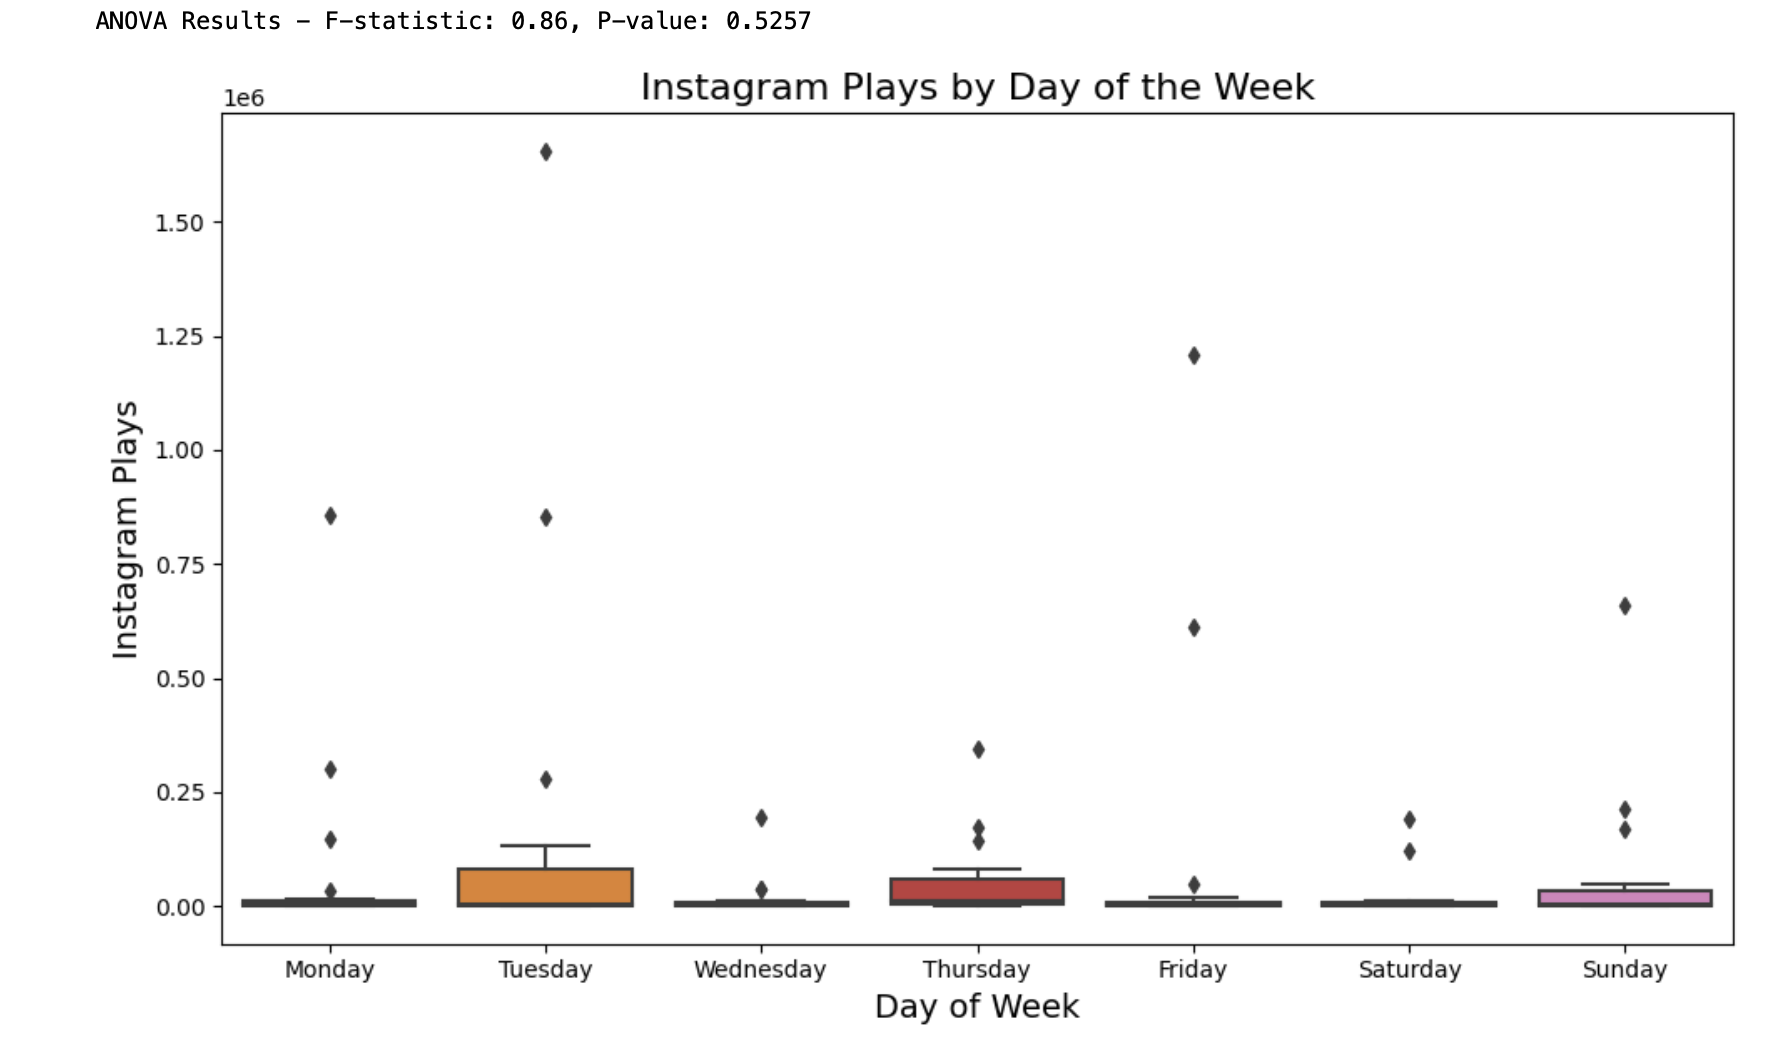 ANOVA Results - F-statistic: 0.86, P-value: 0.5257
Instagram Plays by Day of the Week
1e6
1.50
1.25
1.00
0.75
0.50
0.25
0.00
Instagram Plays
Monday Tuesday Wednesday Thursday Friday Saturday Sunday
Day of Week